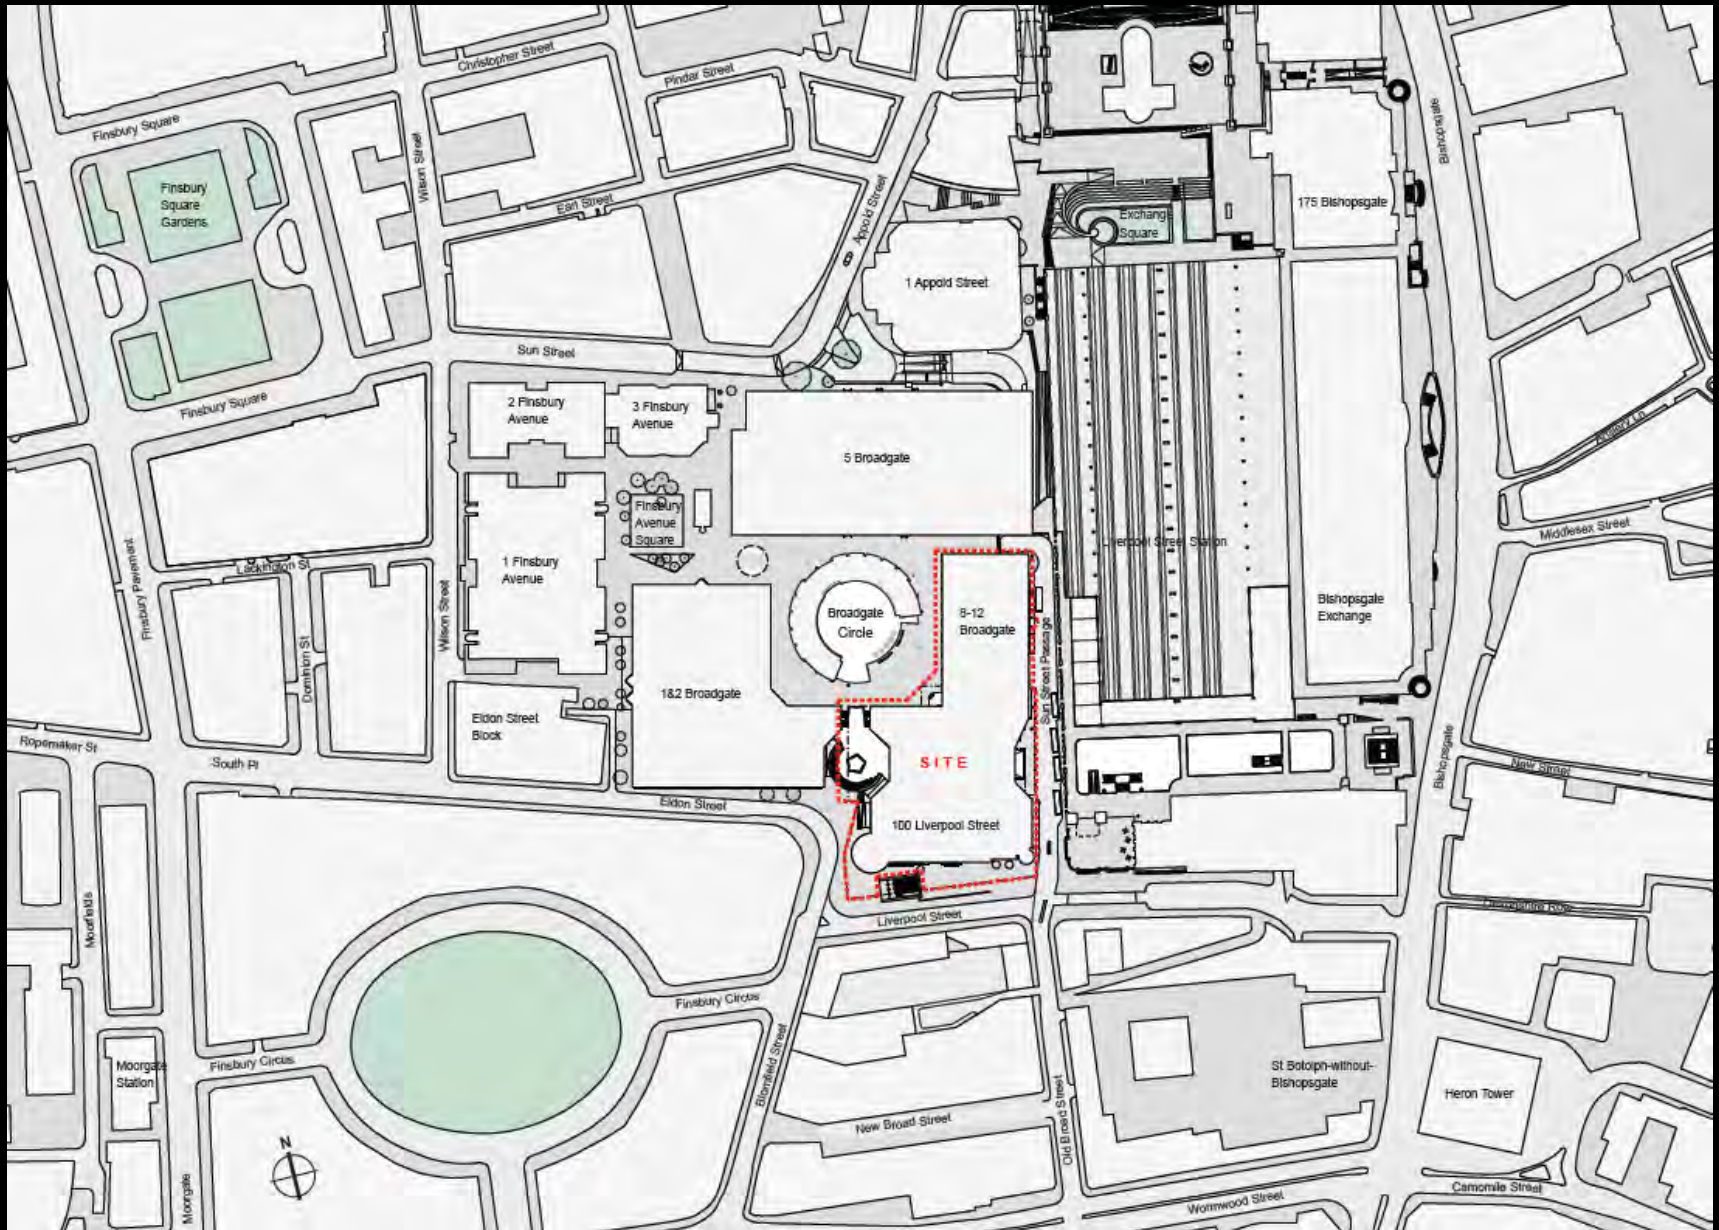 Christopher Street
Pindar Street
Finsbury Square
Wilson Street
Bishopsgate
Finsbury
Square
Gardens
Earl Street
Appold Street
175 Bishopsgate
Exchange
Square
1 Appold Street
Sun Street
Finsbury Square
2 Finsbury
Avenue
3 Finsbury
Avenue
5 Broadgate
Finsbury
Avenue
Square
Middlesex Street
Liverpool Street Station
Finsbury Pavement
Lackington St
1 Finsbury
Avenue
Wilson Street
Broadgate
Circle
8-12
Broadgate
Sun Street Passage
Bishopsgate
Exchange
Dominion St
1&2 Broadgate
Eldon Street
Block
Ropemaker St
South Pl
SITE
Bishopsgate
New Street
Eldon Street
100 Liverpool Street
Moorfields
Liverpool Street
Devonshire Row
Finsbury Circus
Finsbury Circus
Blomfield Street
Moorgate
Station
St Botolph-without-
Bishopsgate
Heron Tower
New Broad Street
Old Broad Street
N
Moorgate
Wormwood Street
Camomile Street